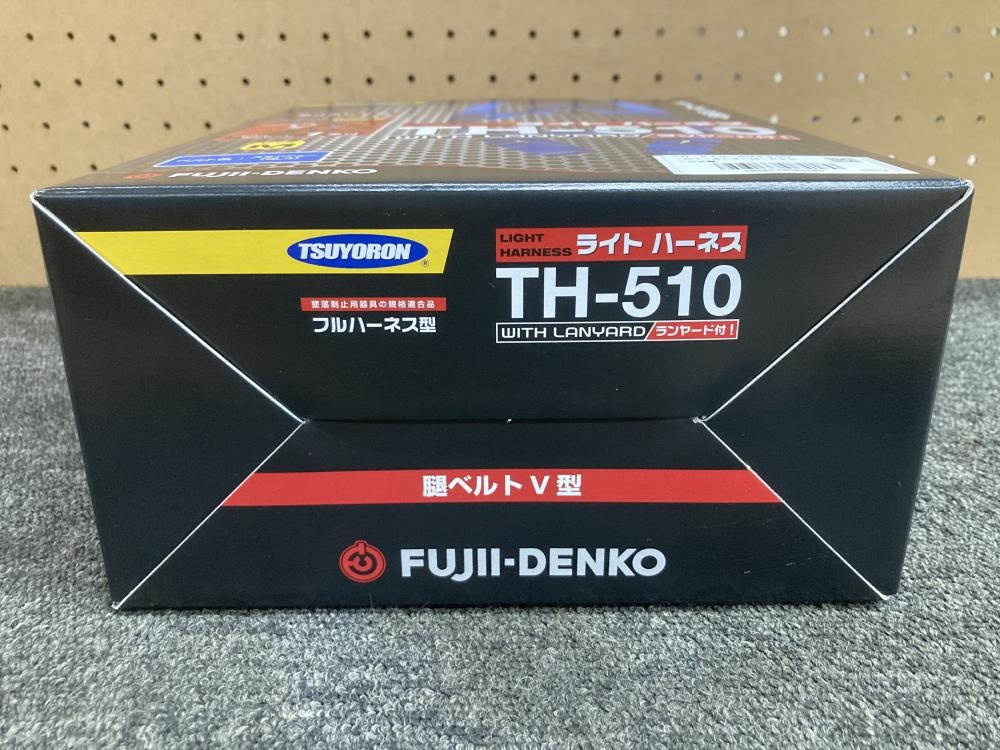 TH-510
FUJII-DENKO
TSUYORON®
LIGHT HARNESS ライト ハーネス
TH-510
WITH LANYARD ランヤード付!
墜落制止用器具の規格適合品
フルハーネス型
腿ベルトV型
FUJII-DENKO